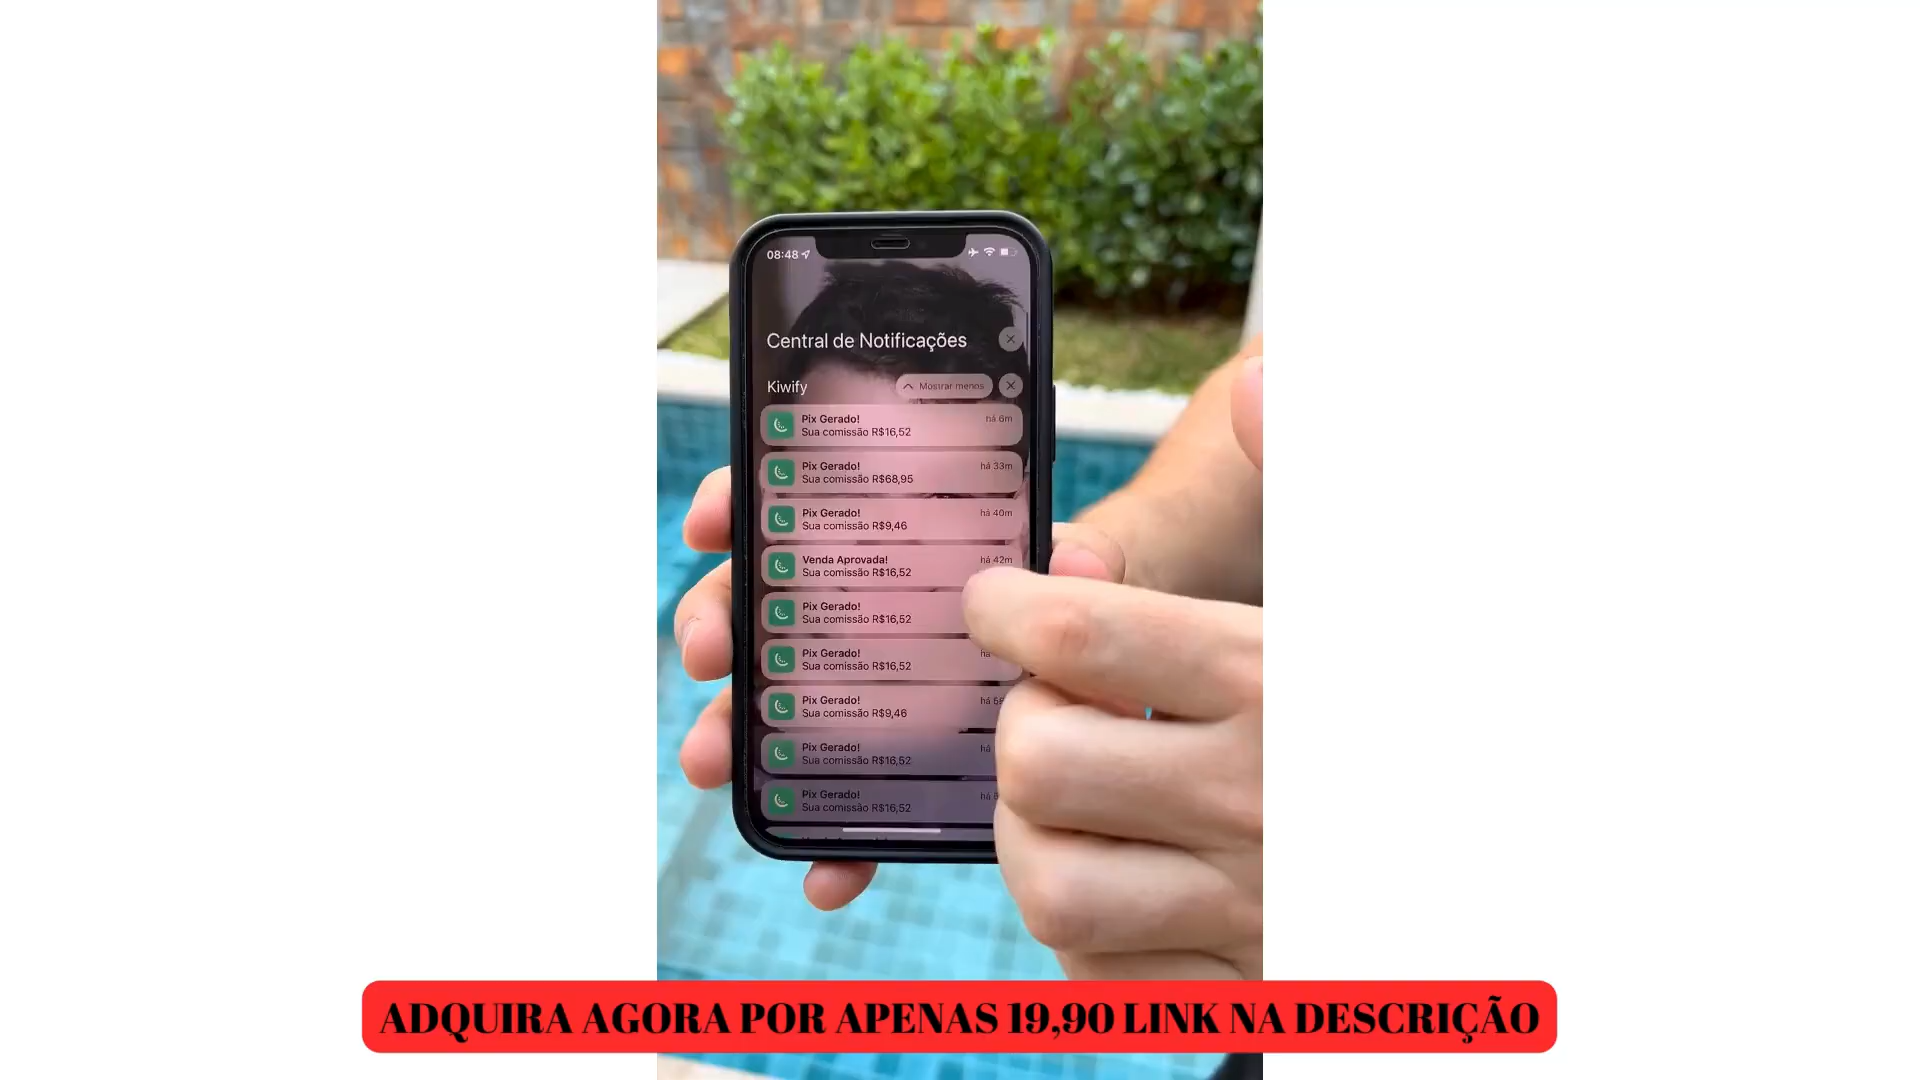 08:48
Central de Notificações
Kiwify
Mostrar menos
Pix Gerado!
há 6m
Sua comissão R$16,52
Pix Gerado!
há 33m
Sua comissão R$68,95
Pix Gerado!
há 40m
Sua comissão R$9,46
Venda Aprovada!
há 42m
Sua comissão R$16,52
Pix Gerado!
Sua comissão R$16,52
Pix Gerado!
há
Sua comissão R$16,52
Pix Gerado!
há
Sua comissão R$9,46
Pix Gerado!
há
Sua comissão R$16,52
Pix Gerado!
há
Sua comissão R$16,52
ADQUIRA AGORA POR APENAS 19,90 LINK NA DESCRIÇÃO